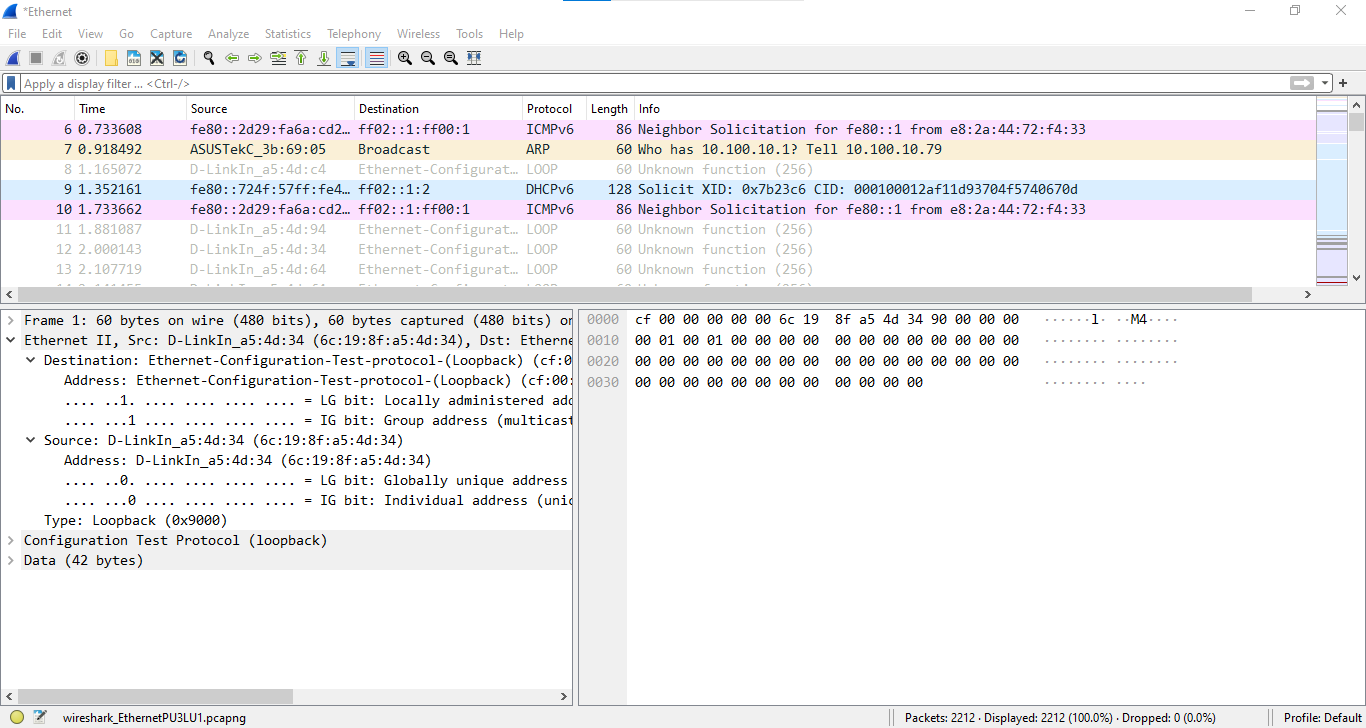 *Ethernet
File Edit View Go Capture Analyze Statistics Telephony Wireless Tools Help
Apply a display filter ... <Ctrl-/>
No. Time Source Destination Protocol Length Info
6 0.733608 fe80::2d29:fa6a:cd2… ff02::1:ff00:1 ICMPv6 86 Neighbor Solicitation for fe80::1 from e8:2a:44:72:f4:33
7 0.918492 ASUSTekC_3b:69:05 Broadcast ARP 60 Who has 10.100.10.1? Tell 10.100.10.79
8 1.165072 D-LinkIn_a5:4d:c4 Ethernet-Configurat… LOOP 60 Unknown function (256)
9 1.352161 fe80::724f:57ff:fe4… ff02::1:2 DHCPv6 128 Solicit XID: 0x7b23c6 CID: 000100012af11d93704f5740670d
10 1.733662 fe80::2d29:fa6a:cd2… ff02::1:ff00:1 ICMPv6 86 Neighbor Solicitation for fe80::1 from e8:2a:44:72:f4:33
11 1.881087 D-LinkIn_a5:4d:94 Ethernet-Configurat… LOOP 60 Unknown function (256)
12 2.000143 D-LinkIn_a5:4d:34 Ethernet-Configurat… LOOP 60 Unknown function (256)
13 2.107719 D-LinkIn_a5:4d:64 Ethernet-Configurat… LOOP 60 Unknown function (256)
Frame 1: 60 bytes on wire (480 bits), 60 bytes captured (480 bits) on
Ethernet II, Src: D-LinkIn_a5:4d:34 (6c:19:8f:a5:4d:34), Dst: Etherne
Destination: Ethernet-Configuration-Test-protocol-(Loopback) (cf:0
Address: Ethernet-Configuration-Test-protocol-(Loopback) (cf:00:
.... ..1. .... .... .... .... = LG bit: Locally administered add
.... ...1 .... .... .... .... = IG bit: Group address (multicast
Source: D-LinkIn_a5:4d:34 (6c:19:8f:a5:4d:34)
Address: D-LinkIn_a5:4d:34 (6c:19:8f:a5:4d:34)
.... ..0. .... .... .... .... = LG bit: Globally unique address
.... ...0 .... .... .... .... = IG bit: Individual address (unic
Type: Loopback (0x9000)
Configuration Test Protocol (loopback)
Data (42 bytes)
0000 cf 00 00 00 00 00 6c 19 8f a5 4d 34 90 00 00 00 ······l· ··M4····
0010 00 01 00 01 00 00 00 00 00 00 00 00 00 00 00 00 ········ ········
0020 00 00 00 00 00 00 00 00 00 00 00 00 00 00 00 00 ········ ········
0030 00 00 00 00 00 00 00 00 00 00 00 00 ········ ····
wireshark_EthernetPU3LU1.pcapng
Packets: 2212 · Displayed: 2212 (100.0%) · Dropped: 0 (0.0%)
Profile: Default